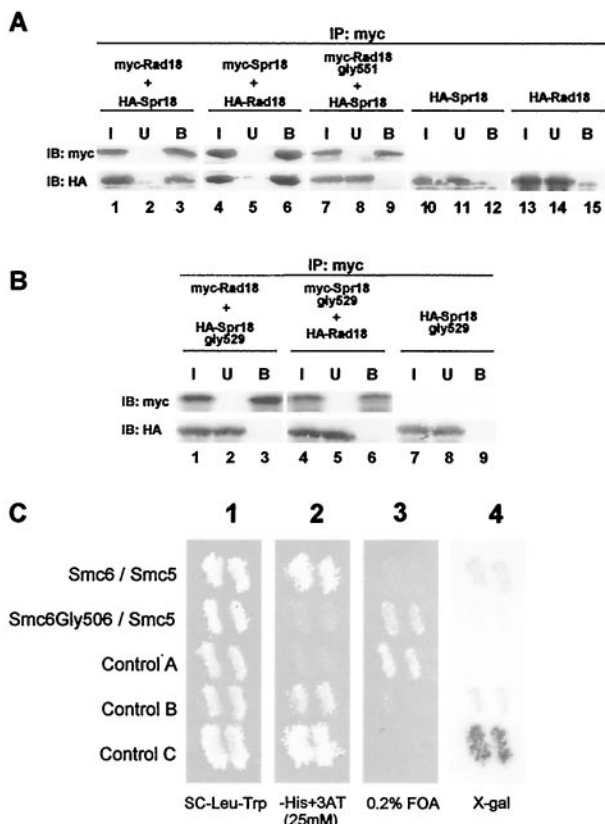 A
IP: myc
myc-Rad18 + HA-Spr18
myc-Spr18 + HA-Rad18
myc-Rad18 gly551 + HA-Spr18
HA-Spr18
HA-Rad18
I U B I U B I U B I U B I U B
IB: myc
IB: HA
1 2 3 4 5 6 7 8 9 10 11 12 13 14 15
B
IP: myc
myc-Rad18 + HA-Spr18 gly529
myc-Spr18 gly529 + HA-Rad18
HA-Spr18 gly529
I U B I U B I U B
IB: myc
IB: HA
1 2 3 4 5 6 7 8 9
C
1 2 3 4
Smc6 / Smc5
Smc6Gly506 / Smc5
Control A
Control B
Control C
SC-Leu-Trp
-His+3AT (25mM)
0.2% FOA
X-gal